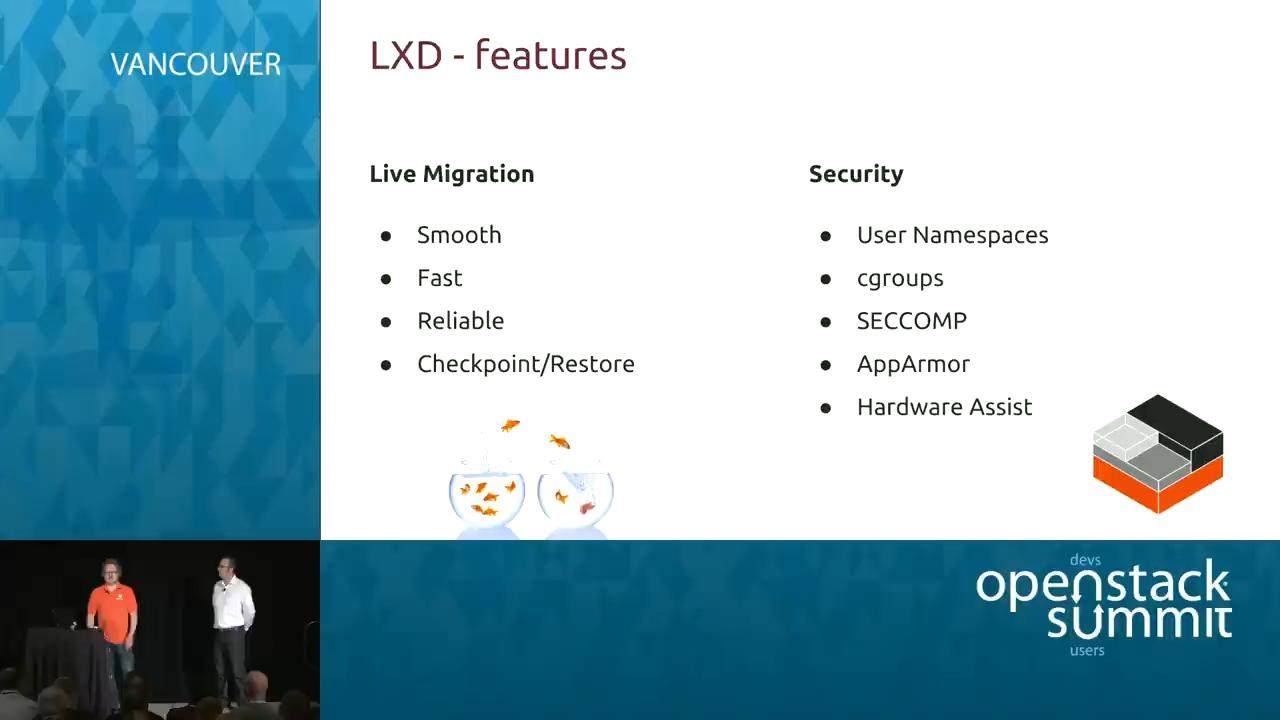 VANCOUVER
LXD - features
Live Migration
● Smooth
● Fast
● Reliable
● Checkpoint/Restore
Security
● User Namespaces
● cgroups
● SECCOMP
● AppArmor
● Hardware Assist
devs
openstack
summit
users